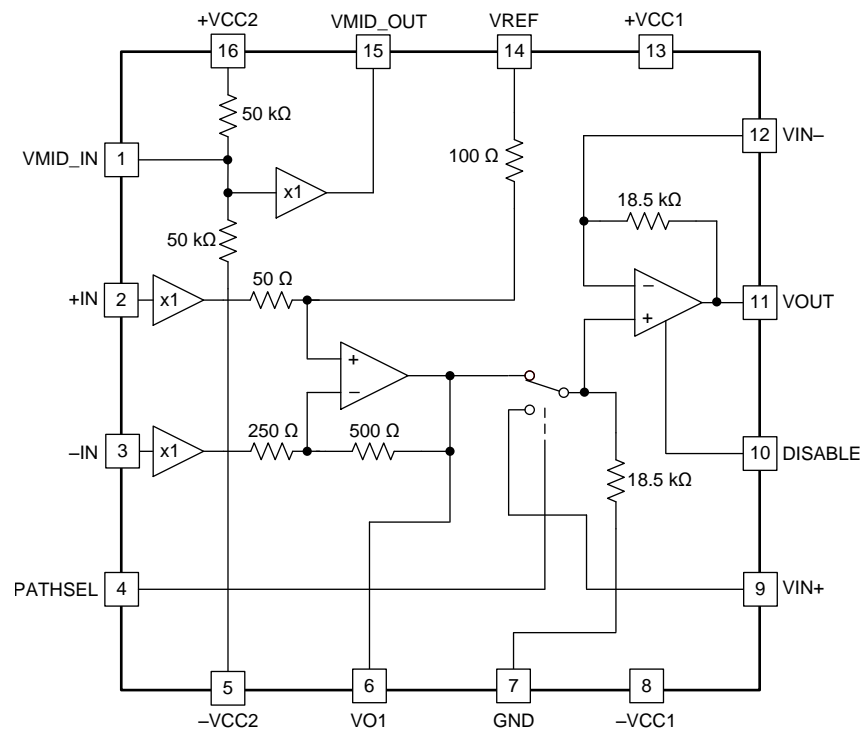 +VCC2 VMID_OUT VREF +VCC1
16 15 14 13
50 kΩ
12 VIN–
VMID_IN 1
100 Ω
x1
18.5 kΩ
50 kΩ
+IN 2 x1 50 Ω
–
11 VOUT
+
+
–
250 Ω 500 Ω
–IN 3 x1
10 DISABLE
18.5 kΩ
PATHSEL 4
9 VIN+
5 6 7 8
–VCC2 VO1 GND –VCC1